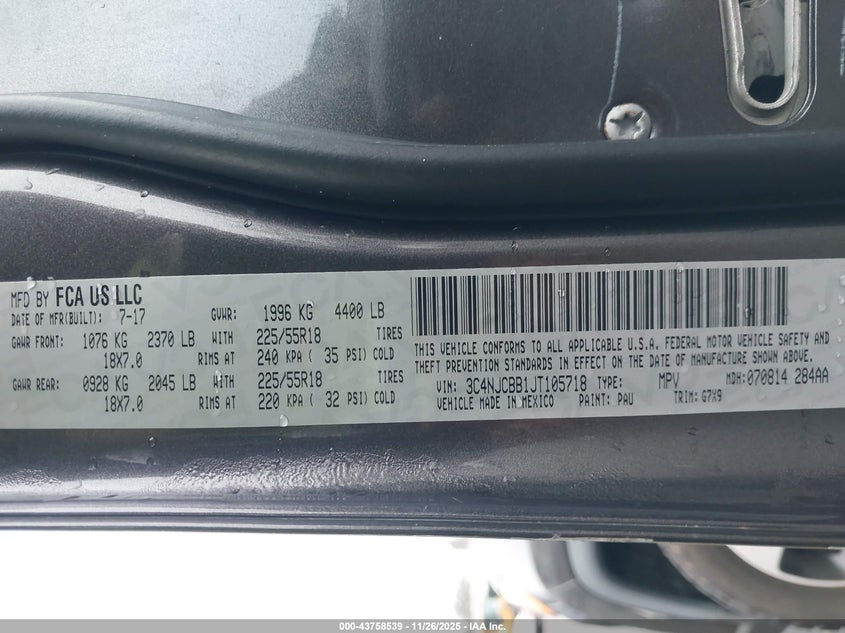 MFD BY FCA US LLC
DATE OF MFR(BUILT): 7-17 GVWR: 1996 KG 4400 LB
GAWR FRONT: 1076 KG 2370 LB WITH 225/55R18 TIRES
18X7.0 RIMS AT 240 KPA ( 35 PSI) COLD
GAWR REAR: 0928 KG 2045 LB WITH 225/55R18 TIRES
18X7.0 RIMS AT 220 KPA ( 32 PSI) COLD
THIS VEHICLE CONFORMS TO ALL APPLICABLE U.S.A. FEDERAL MOTOR VEHICLE SAFETY AND
THEFT PREVENTION STANDARDS IN EFFECT ON THE DATE OF MANUFACTURE SHOWN ABOVE.
VIN: 3C4NJCBB1JT105718 TYPE: MPV MDH:070814 284AA
VEHICLE MADE IN MEXICO PAINT: PAU TRIM: G7X9
000-43758539 • 11/26/2025 • IAA Inc.